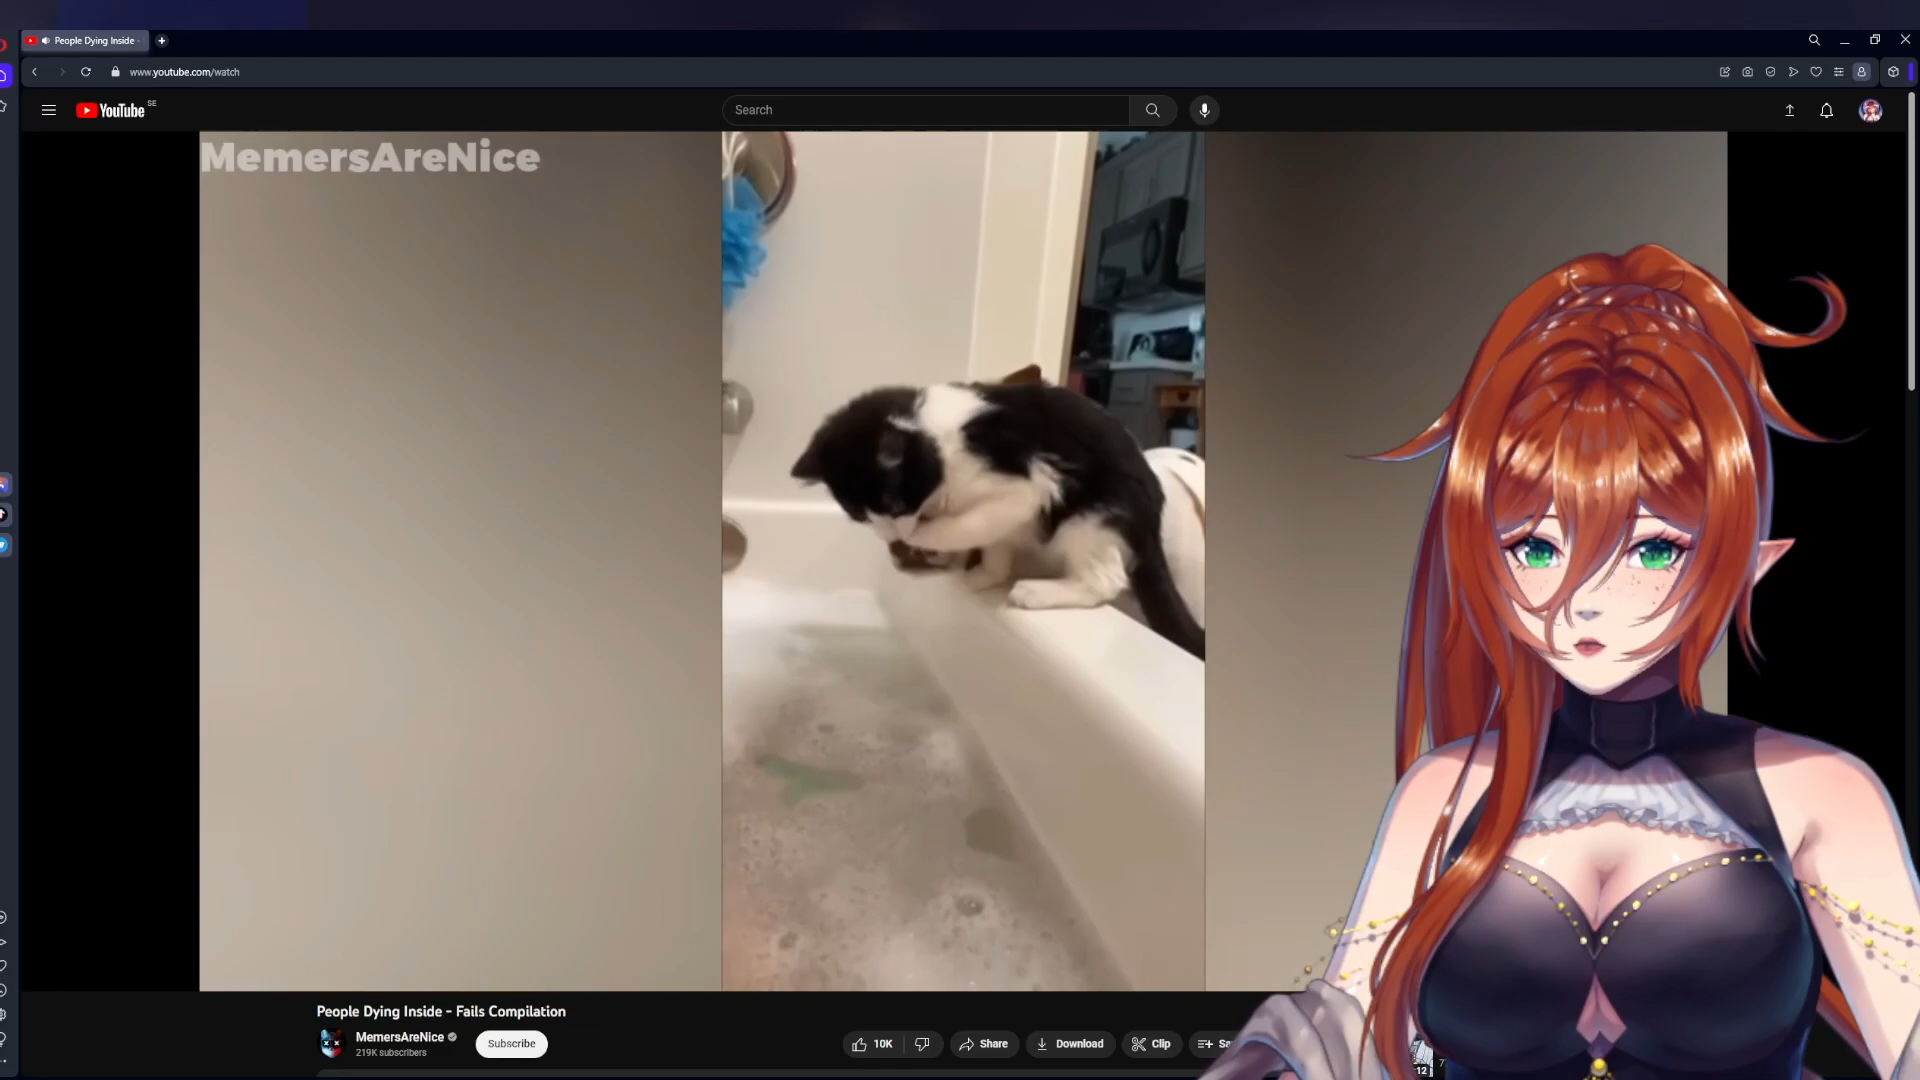 People Dying Inside -
www.youtube.com/watch
YouTube SE
Search
MemersAreNice
People Dying Inside - Fails Compilation
MemersAreNice
219K subscribers
Subscribe
10K
Share
Download
Clip
12